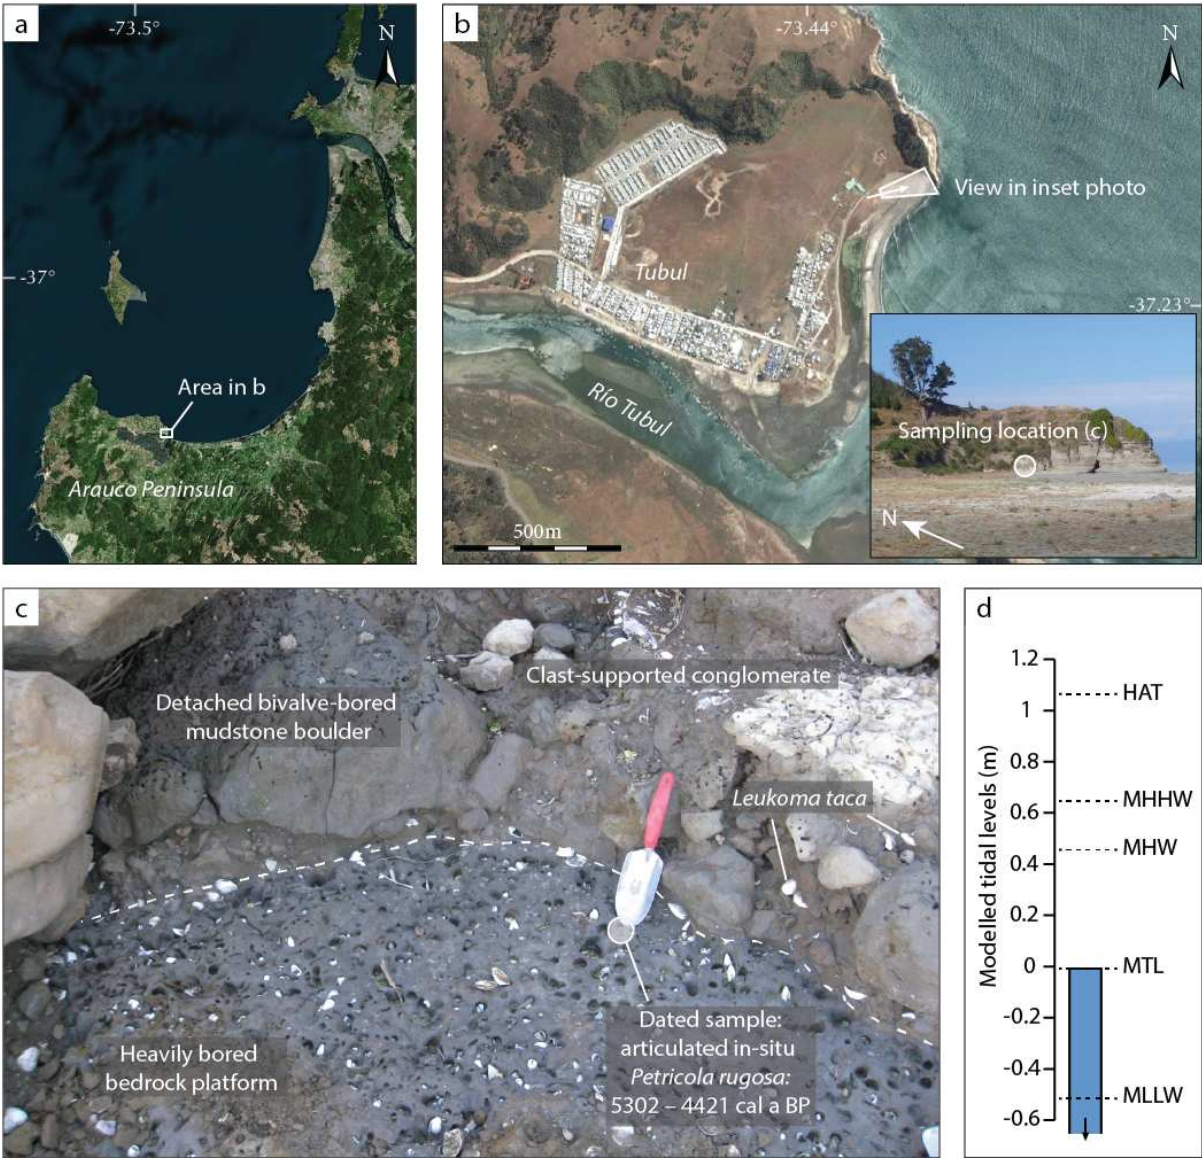 a
-73.5°
N
-37°
Area in b
Arauco Peninsula
b
-73.44
N
View in inset photo
Tubul
-37.23
Río Tubul
500m
Sampling location (c)
N
c
Clast-supported conglomerate
Detached bivalve-bored
mudstone boulder
Leukoma taca
Dated sample:
articulated in-situ
Petricola rugosa:
5302 – 4421 cal a BP
Heavily bored
bedrock platform
d
Modelled tidal levels (m)
1.2
HAT
1
0.8
MHHW
0.6
MHW
0.4
0.2
0
MTL
-0.2
-0.4
MLLW
-0.6